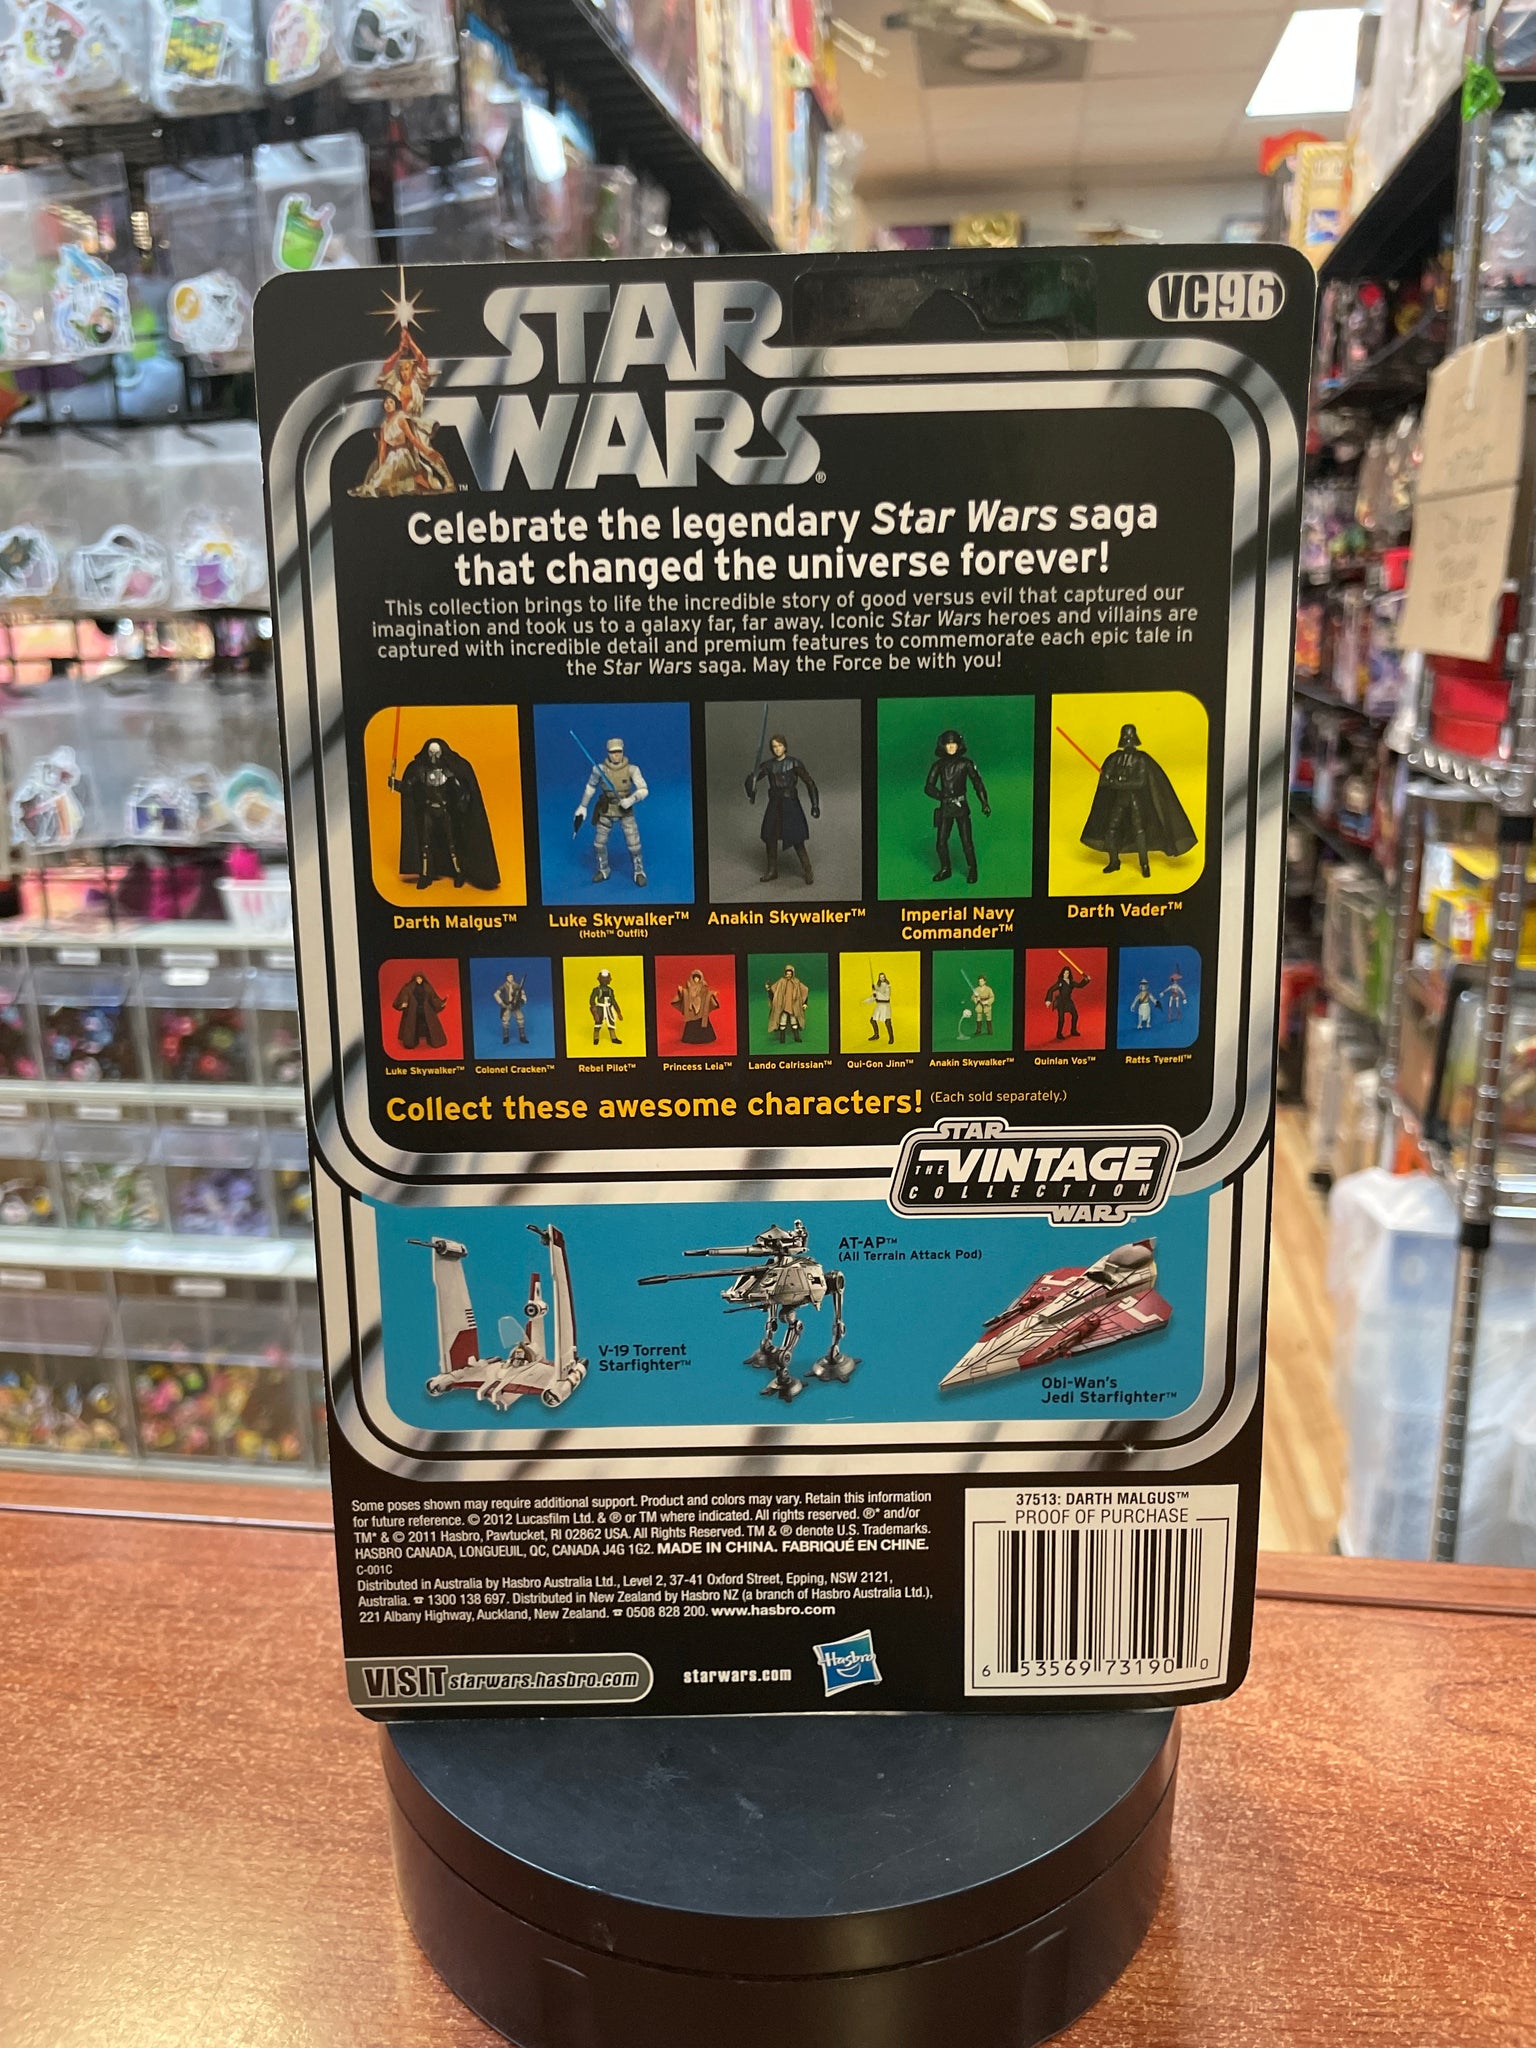 STAR
WARS®
™
VC96
Celebrate the legendary Star Wars saga
that changed the universe forever!
This collection brings to life the incredible story of good versus evil that captured our
imagination and took us to a galaxy far, far away. Iconic Star Wars heroes and villains are
captured with incredible detail and premium features to commemorate each epic tale in
the Star Wars saga. May the Force be with you!
Darth Malgus™
Luke Skywalker™
(Hoth™ Outfit)
Anakin Skywalker™
Imperial Navy
Commander™
Darth Vader™
Luke Skywalker™
Colonel Cracken™
Rebel Pilot™
Princess Leia™
Lando Calrissian™
Qui-Gon Jinn™
Anakin Skywalker™
Quinlan Vos™
Ratts Tyerell™
Collect these awesome characters! (Each sold separately.)
STAR
THE VINTAGE
COLLECTION
WARS®
V-19 Torrent
Starfighter™
AT-AP™
(All Terrain Attack Pod)
Obi-Wan's
Jedi Starfighter™
Some poses shown may require additional support. Product and colors may vary. Retain this information
for future reference. © 2012 Lucasfilm Ltd. & ® or TM where indicated. All rights reserved. ®* and/or
TM* & © 2011 Hasbro, Pawtucket, RI 02862 USA. All Rights Reserved. TM & ® denote U.S. Trademarks.
HASBRO CANADA, LONGUEUIL, QC, CANADA J4G 1G2. MADE IN CHINA. FABRIQUÉ EN CHINE.
C-001C
Distributed in Australia by Hasbro Australia Ltd., Level 2, 37-41 Oxford Street, Epping, NSW 2121,
Australia. ☎ 1300 138 697. Distributed in New Zealand by Hasbro NZ (a branch of Hasbro Australia Ltd.),
221 Albany Highway, Auckland, New Zealand. ☎ 0508 828 200. www.hasbro.com
VISIT starwars.hasbro.com
starwars.com
Hasbro
37513: DARTH MALGUS™
PROOF OF PURCHASE
6 53569 73190 0